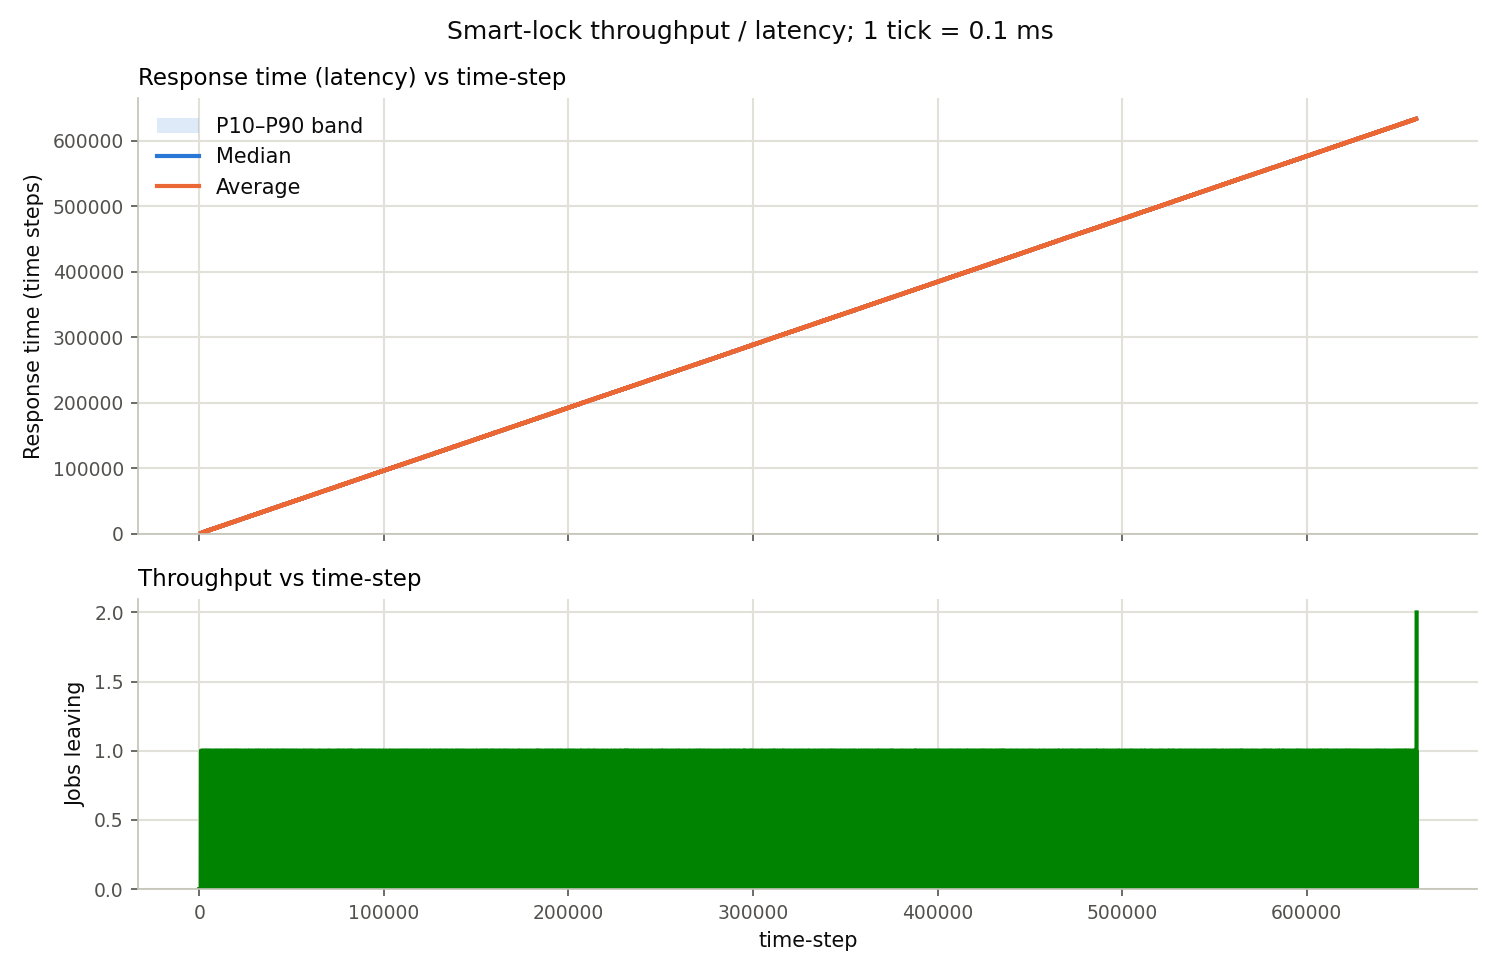 Smart-lock throughput / latency; 1 tick = 0.1 ms
Response time (latency) vs time-step
P10–P90 band
Median
Average
Response time (time steps)
600000
500000
400000
300000
200000
100000
0
Throughput vs time-step
Jobs leaving
2.0
1.5
1.0
0.5
0.0
0 100000 200000 300000 400000 500000 600000
time-step